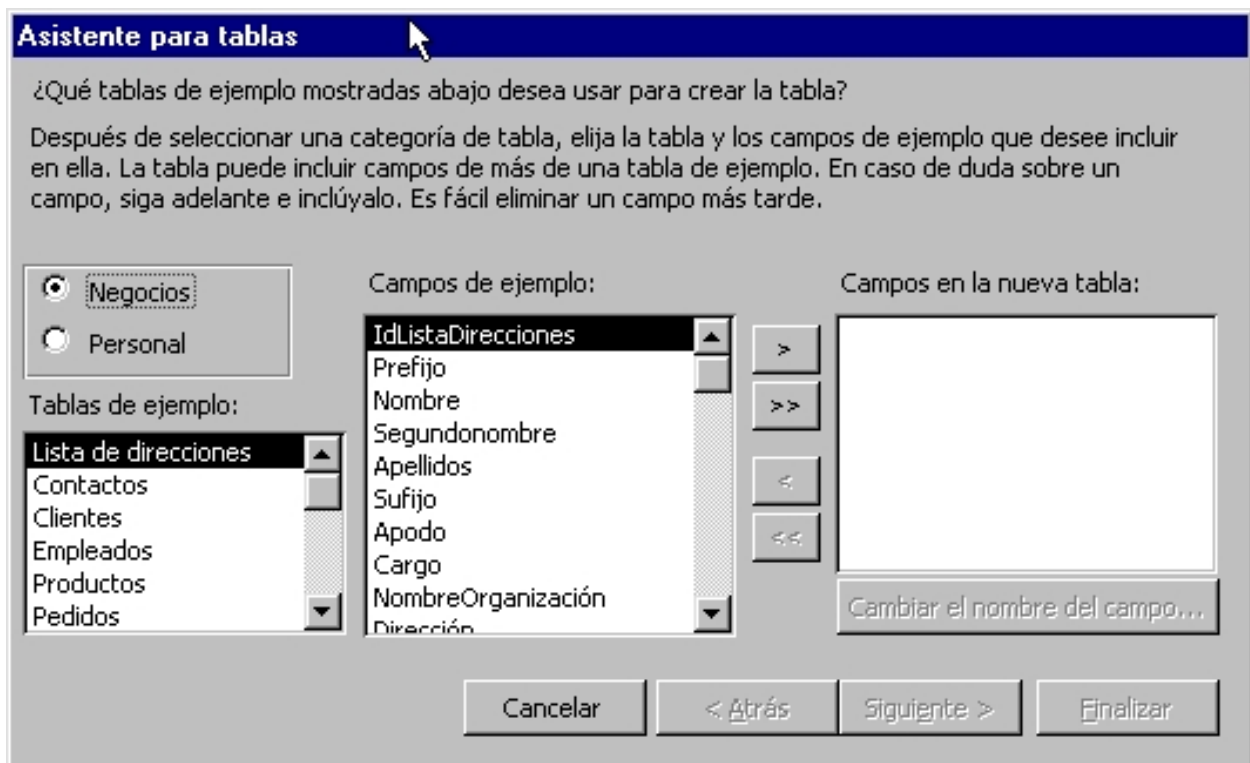 Asistente para tablas
¿Qué tablas de ejemplo mostradas abajo desea usar para crear la tabla?
Después de seleccionar una categoría de tabla, elija la tabla y los campos de ejemplo que desee incluir
en ella. La tabla puede incluir campos de más de una tabla de ejemplo. En caso de duda sobre un
campo, siga adelante e inclúyalo. Es fácil eliminar un campo más tarde.
Negocios
Personal
Tablas de ejemplo:
Lista de direcciones
Contactos
Clientes
Empleados
Productos
Pedidos
Campos de ejemplo:
IdListaDirecciones
Prefijo
Nombre
Segundonombre
Apellidos
Sufijo
Apodo
Cargo
NombreOrganización
Dirección
>
>>
<
<<
Campos en la nueva tabla:
Cambiar el nombre del campo...
Cancelar
< Atrás
Siguiente >
Finalizar